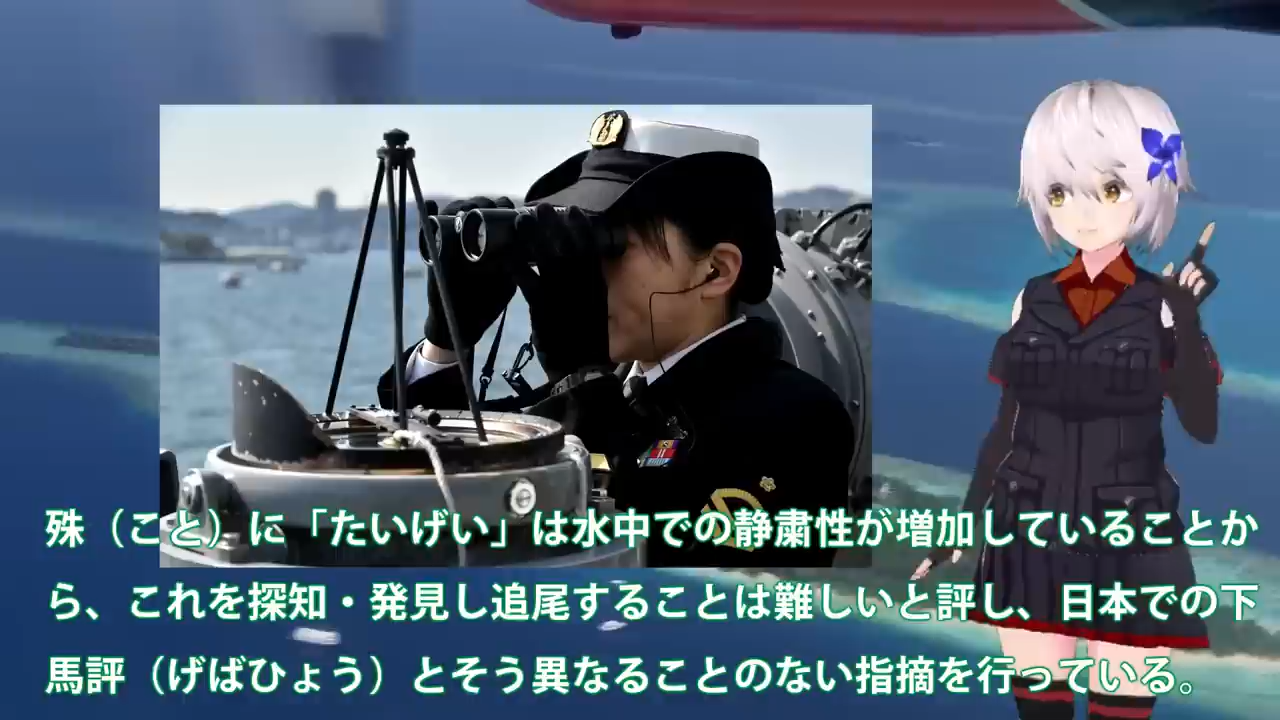 殊（こと）に「たいげい」は水中での静粛性が増加していることか
ら、これを探知・発見し追尾することは難しいと評し、日本での下
馬評（げばひょう）とそう異なることのない指摘を行っている。